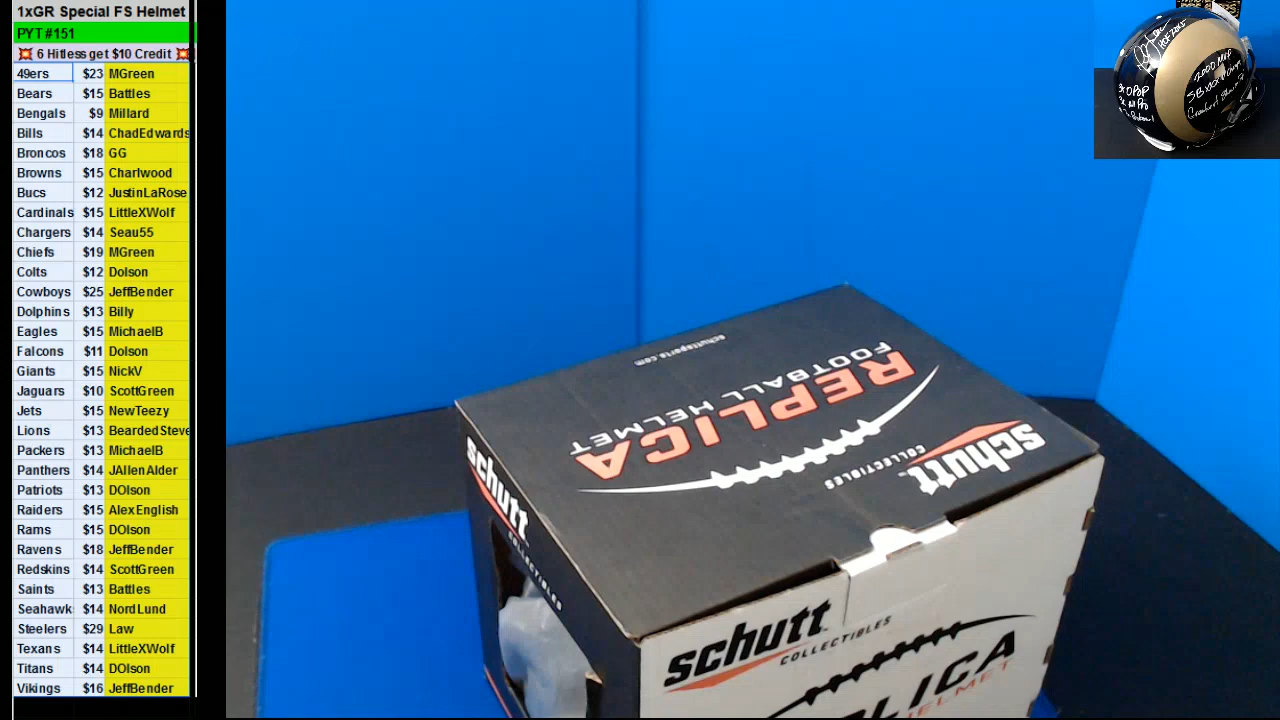 1xGR Special FS Helmet
PYT #151
💥 6 Hitless get $10 Credit 💥
49ers $23 MGreen
Bears $15 Battles
Bengals $9 Millard
Bills $14 ChadEdwards
Broncos $18 GG
Browns $15 Charlwood
Bucs $12 JustinLaRose
Cardinals $15 LittleXWolf
Chargers $14 Seau55
Chiefs $19 MGreen
Colts $12 Dolson
Cowboys $25 JeffBender
Dolphins $13 Billy
Eagles $15 MichaelB
Falcons $11 Dolson
Giants $15 NickV
Jaguars $10 ScottGreen
Jets $15 NewTeezy
Lions $13 BeardedSteve
Packers $13 MichaelB
Panthers $14 JAllenAlder
Patriots $13 DOlson
Raiders $15 AlexEnglish
Rams $15 DOlson
Ravens $18 JeffBender
Redskins $14 ScottGreen
Saints $13 Battles
Seahawk $14 NordLund
Steelers $29 Law
Texans $14 LittleXWolf
Titans $14 DOlson
Vikings $16 JeffBender
schuttsports.com
REPLICA
FOOTBALL HELMET
schutt
COLLECTIBLES™
schutt
COLLECTIBLES
schutt™
COLLECTIBLES
PLICA
HELMET
2000 MVP